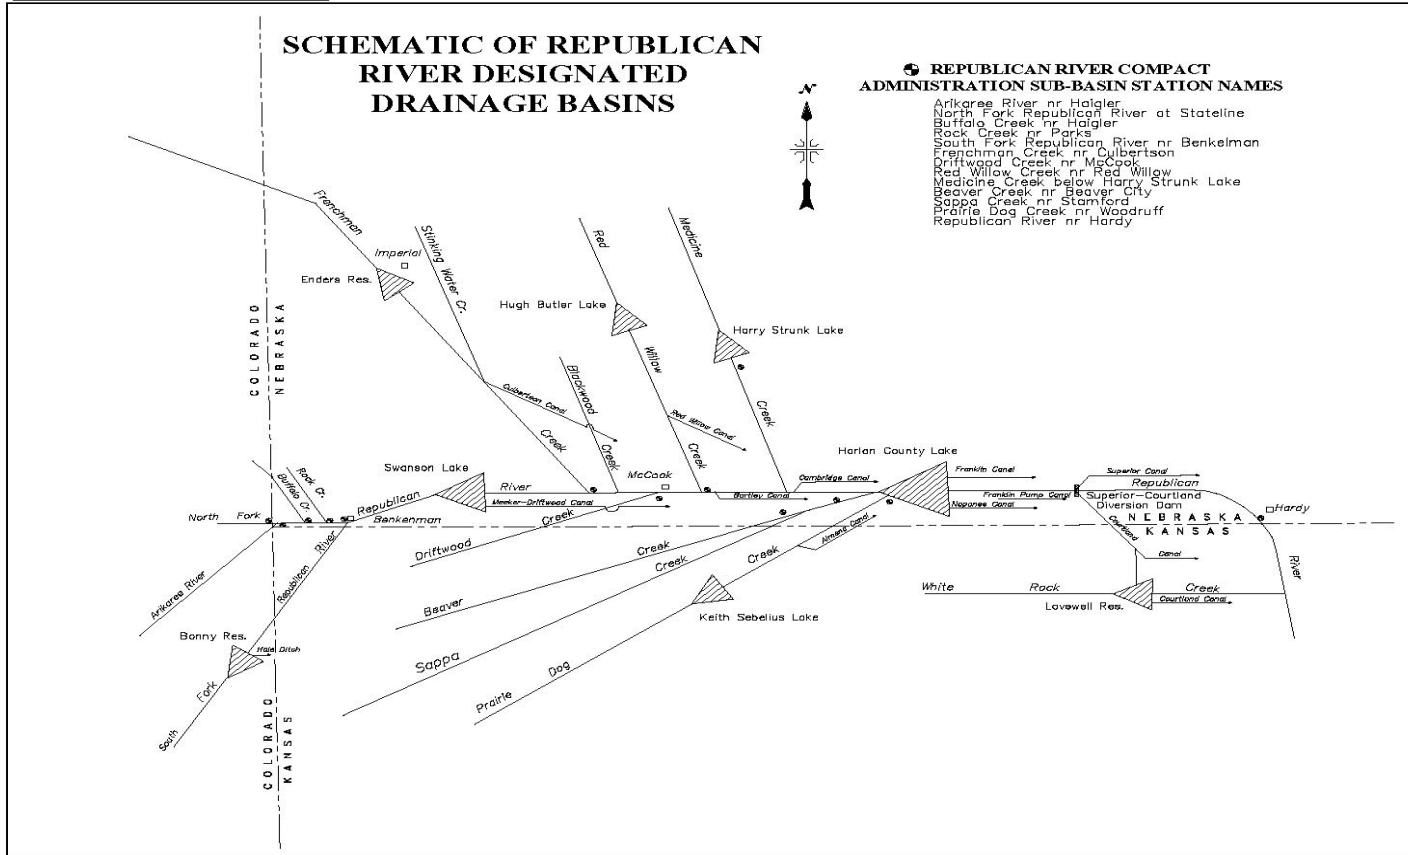 SCHEMATIC OF REPUBLICAN
RIVER DESIGNATED
DRAINAGE BASINS
REPUBLICAN RIVER COMPACT
ADMINISTRATION SUB-BASIN STATION NAMES
N
Arikaree River nr Haigler
North Fork Republican River at Stateline
Buffalo Creek nr Haigler
Rock Creek nr Parks
South Fork Republican River nr Benkelman
Frenchman Creek nr Culbertson
Driftwood Creek nr McCook
Red Willow Creek nr Red Willow
Medicine Creek below Harry Strunk Lake
Beaver Creek nr Beaver City
Sappa Creek nr Stamford
Prairie Dog Creek nr Woodruff
Republican River nr Hardy
Frenchman
Creek
Imperial
Enders Res.
Stinking Water Cr.
Culbertson Canal
Blackwood
Creek
Red
Willow
Creek
Hugh Butler Lake
Red Willow Canal
Medicine
Creek
Harry Strunk Lake
COLORADO
NEBRASKA
Rock Cr.
Buffalo Cr.
North Fork
Republican
River
Benkenman
Swanson Lake
Meeker-Driftwood Canal
McCook
Bartley Canal
Cambridge Canal
Harlan County Lake
Franklin Canal
Franklin Pump Canal
Naponee Canal
Superior Canal
Republican
River
Superior-Courtland
Diversion Dam
NEBRASKA
KANSAS
Hardy
Courtland
Canal
White Rock Creek
Lovewell Res.
Courtland Canal
Arikaree River
South Fork
Republican
River
Bonny Res.
Hale Ditch
COLORADO
KANSAS
Driftwood
Creek
Beaver
Creek
Sappa
Creek
Prairie Dog
Creek
Almena Canal
Keith Sebelius Lake